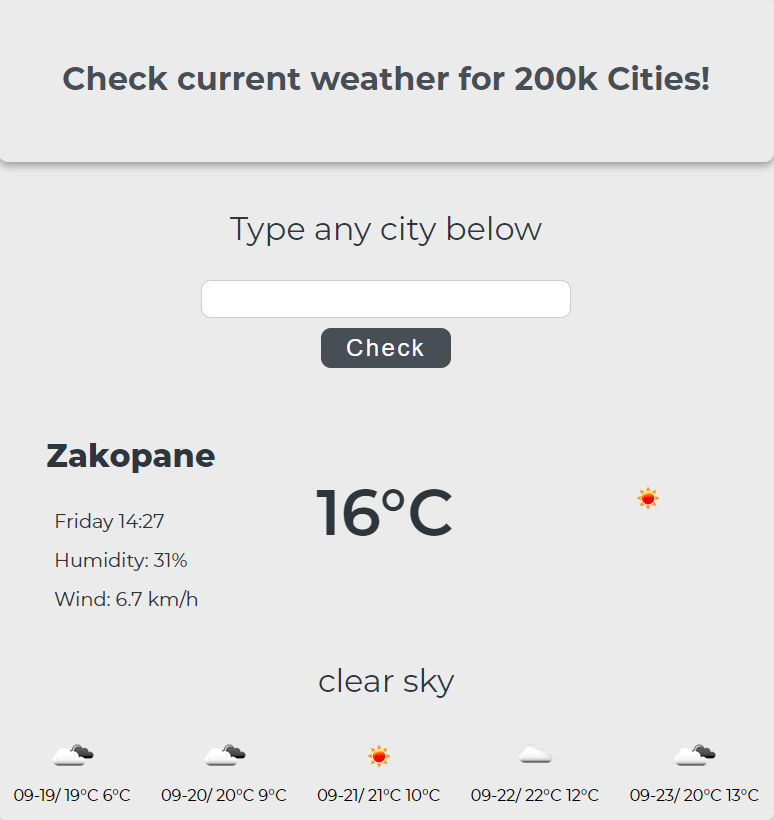 Check current weather for 200k Cities!
Type any city below
Check
Zakopane
16°C
Friday 14:27
Humidity: 31%
Wind: 6.7 km/h
clear sky
09-19/ 19°C 6°C
09-20/ 20°C 9°C
09-21/ 21°C 10°C
09-22/ 22°C 12°C
09-23/ 20°C 13°C